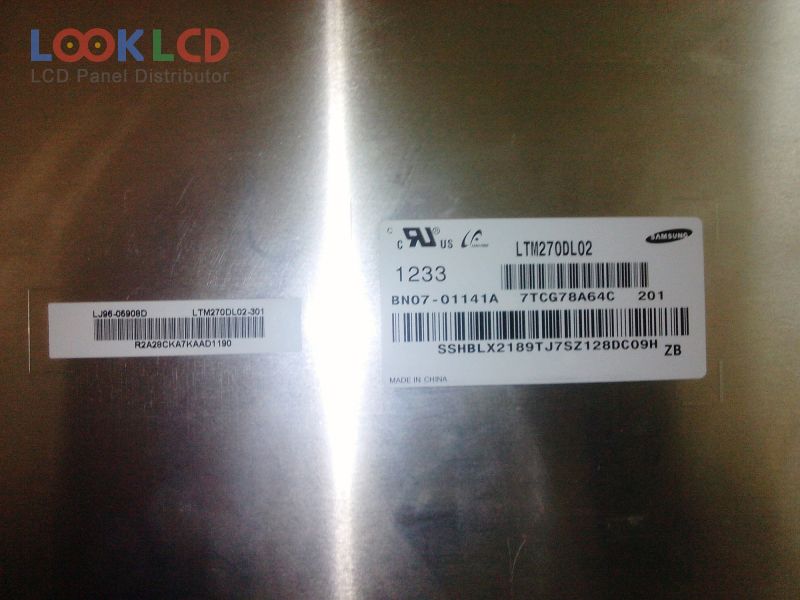 LOOK LCD
LCD Panel Distributor
LJ96-05908D LTM270DL02-301
R2A28CKA7KAAD1190
c RU ® US LTM270DL02 SAMSUNG
1233
BN07-01141A 7TCG78A64C 201
SSHBLX2189TJ7SZ128DC09H ZB
MADE IN CHINA